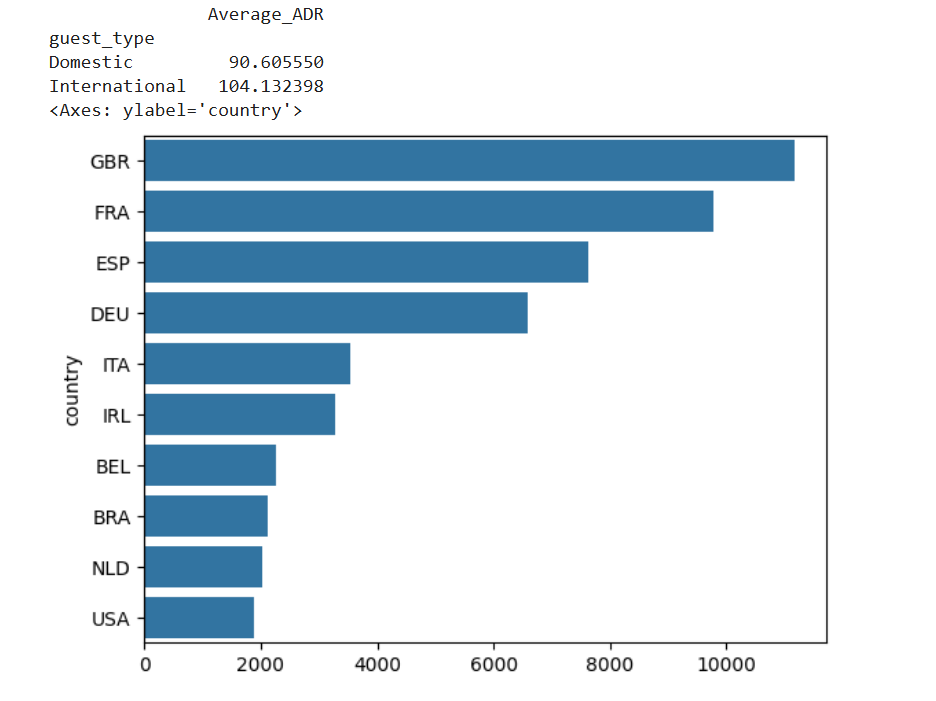 Average_ADR
guest_type
Domestic 90.605550
International 104.132398
<Axes: ylabel='country'>
GBR
FRA
ESP
DEU
ITA
IRL
BEL
BRA
NLD
USA
country
0 2000 4000 6000 8000 10000